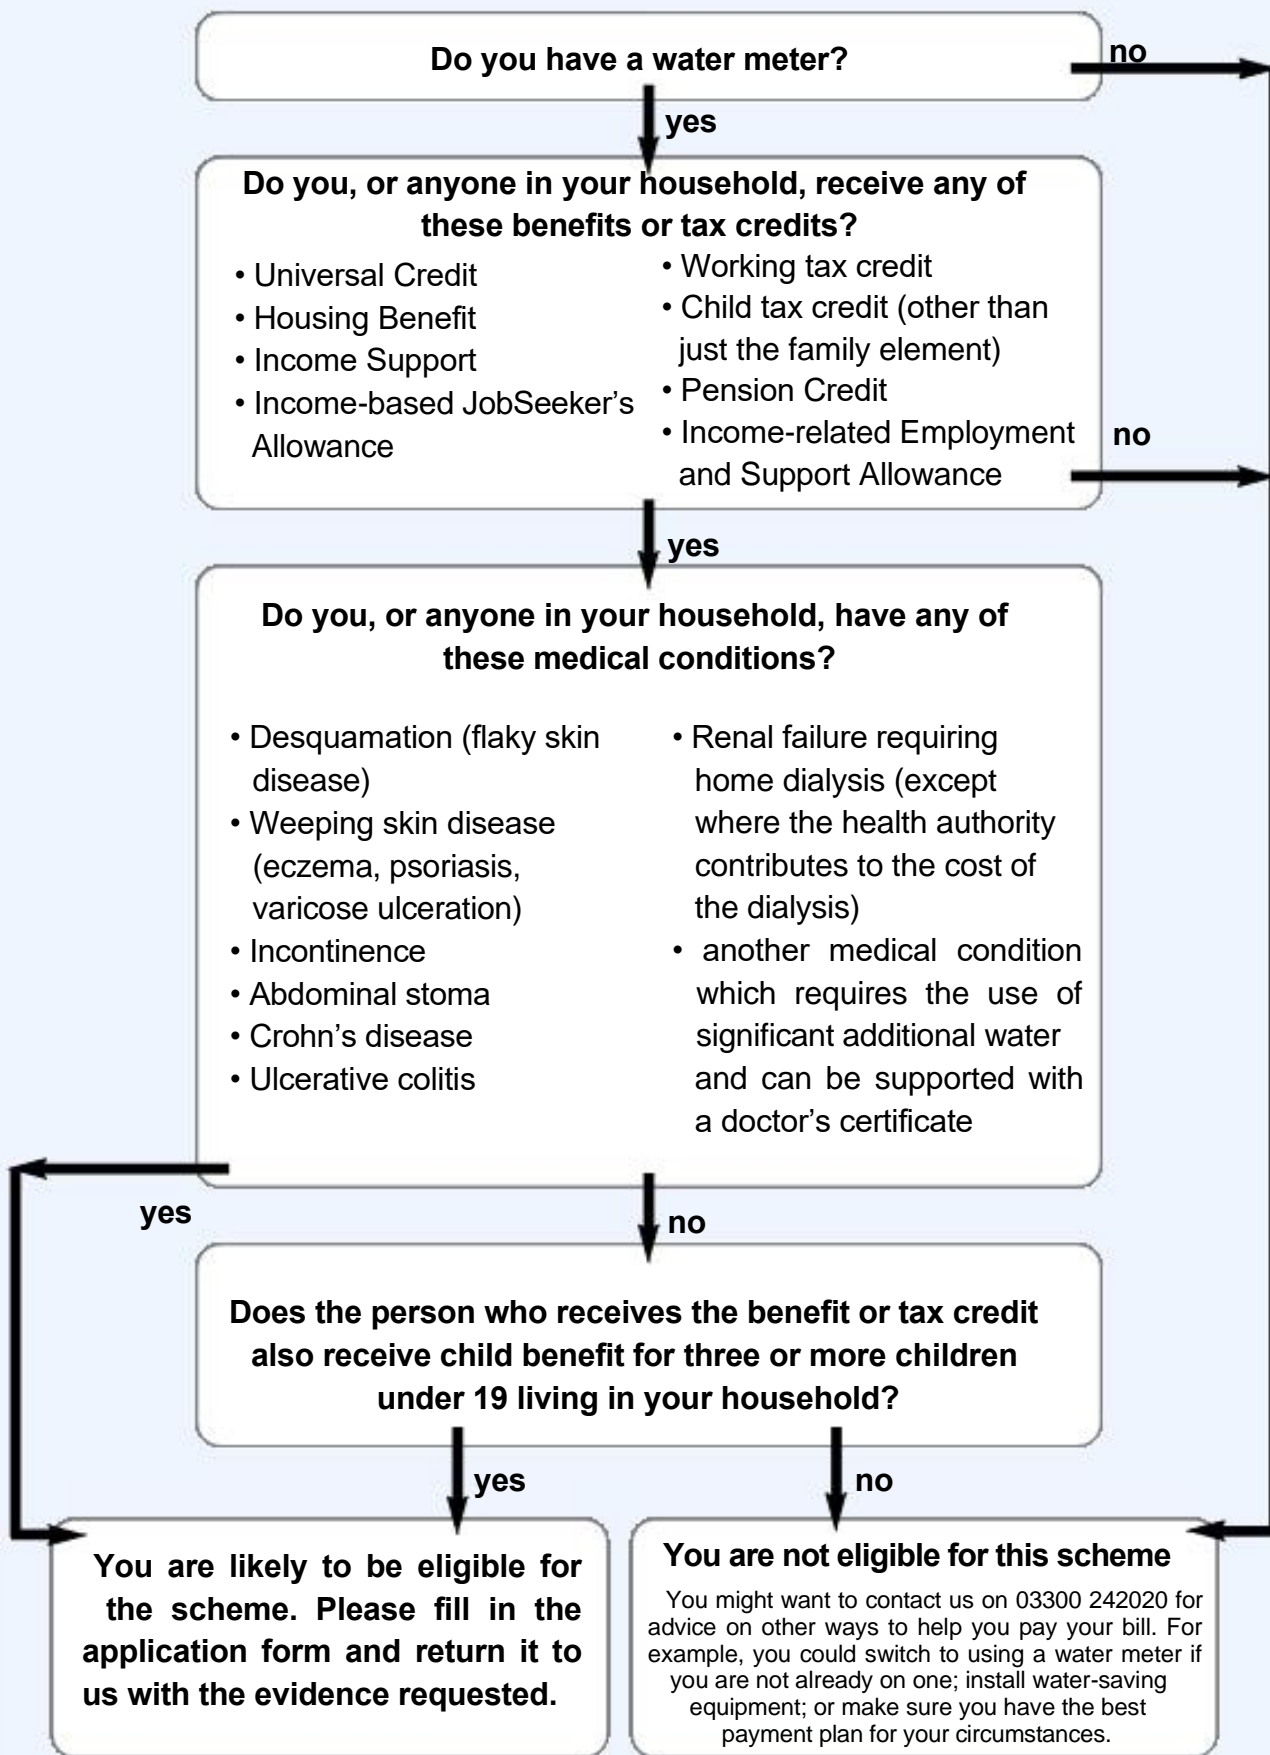 Do you have a water meter?
no
yes
Do you, or anyone in your household, receive any of
these benefits or tax credits?
• Universal Credit
• Housing Benefit
• Income Support
• Income-based JobSeeker’s
Allowance
• Working tax credit
• Child tax credit (other than
just the family element)
• Pension Credit
• Income-related Employment
and Support Allowance
no
yes
Do you, or anyone in your household, have any of
these medical conditions?
• Desquamation (flaky skin
disease)
• Weeping skin disease
(eczema, psoriasis,
varicose ulceration)
• Incontinence
• Abdominal stoma
• Crohn’s disease
• Ulcerative colitis
• Renal failure requiring
home dialysis (except
where the health authority
contributes to the cost of
the dialysis)
• another medical condition
which requires the use of
significant additional water
and can be supported with
a doctor’s certificate
yes
no
Does the person who receives the benefit or tax credit
also receive child benefit for three or more children
under 19 living in your household?
yes
no
You are likely to be eligible for
the scheme. Please fill in the
application form and return it to
us with the evidence requested.
You are not eligible for this scheme
You might want to contact us on 03300 242020 for
advice on other ways to help you pay your bill. For
example, you could switch to using a water meter if
you are not already on one; install water-saving
equipment; or make sure you have the best
payment plan for your circumstances.